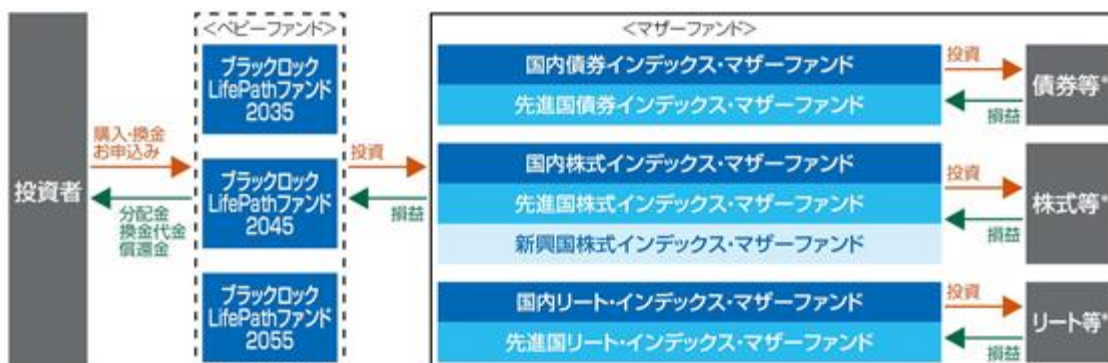 投資者
購入・換金
お申込み
分配金
換金代金
償還金
＜ベビーファンド＞
ブラックロック
LifePathファンド
2035
ブラックロック
LifePathファンド
2045
ブラックロック
LifePathファンド
2055
投資
損益
＜マザーファンド＞
国内債券インデックス・マザーファンド
先進国債券インデックス・マザーファンド
投資
損益
債券等*
国内株式インデックス・マザーファンド
先進国株式インデックス・マザーファンド
新興国株式インデックス・マザーファンド
投資
損益
株式等*
国内リート・インデックス・マザーファンド
先進国リート・インデックス・マザーファンド
投資
損益
リート等*